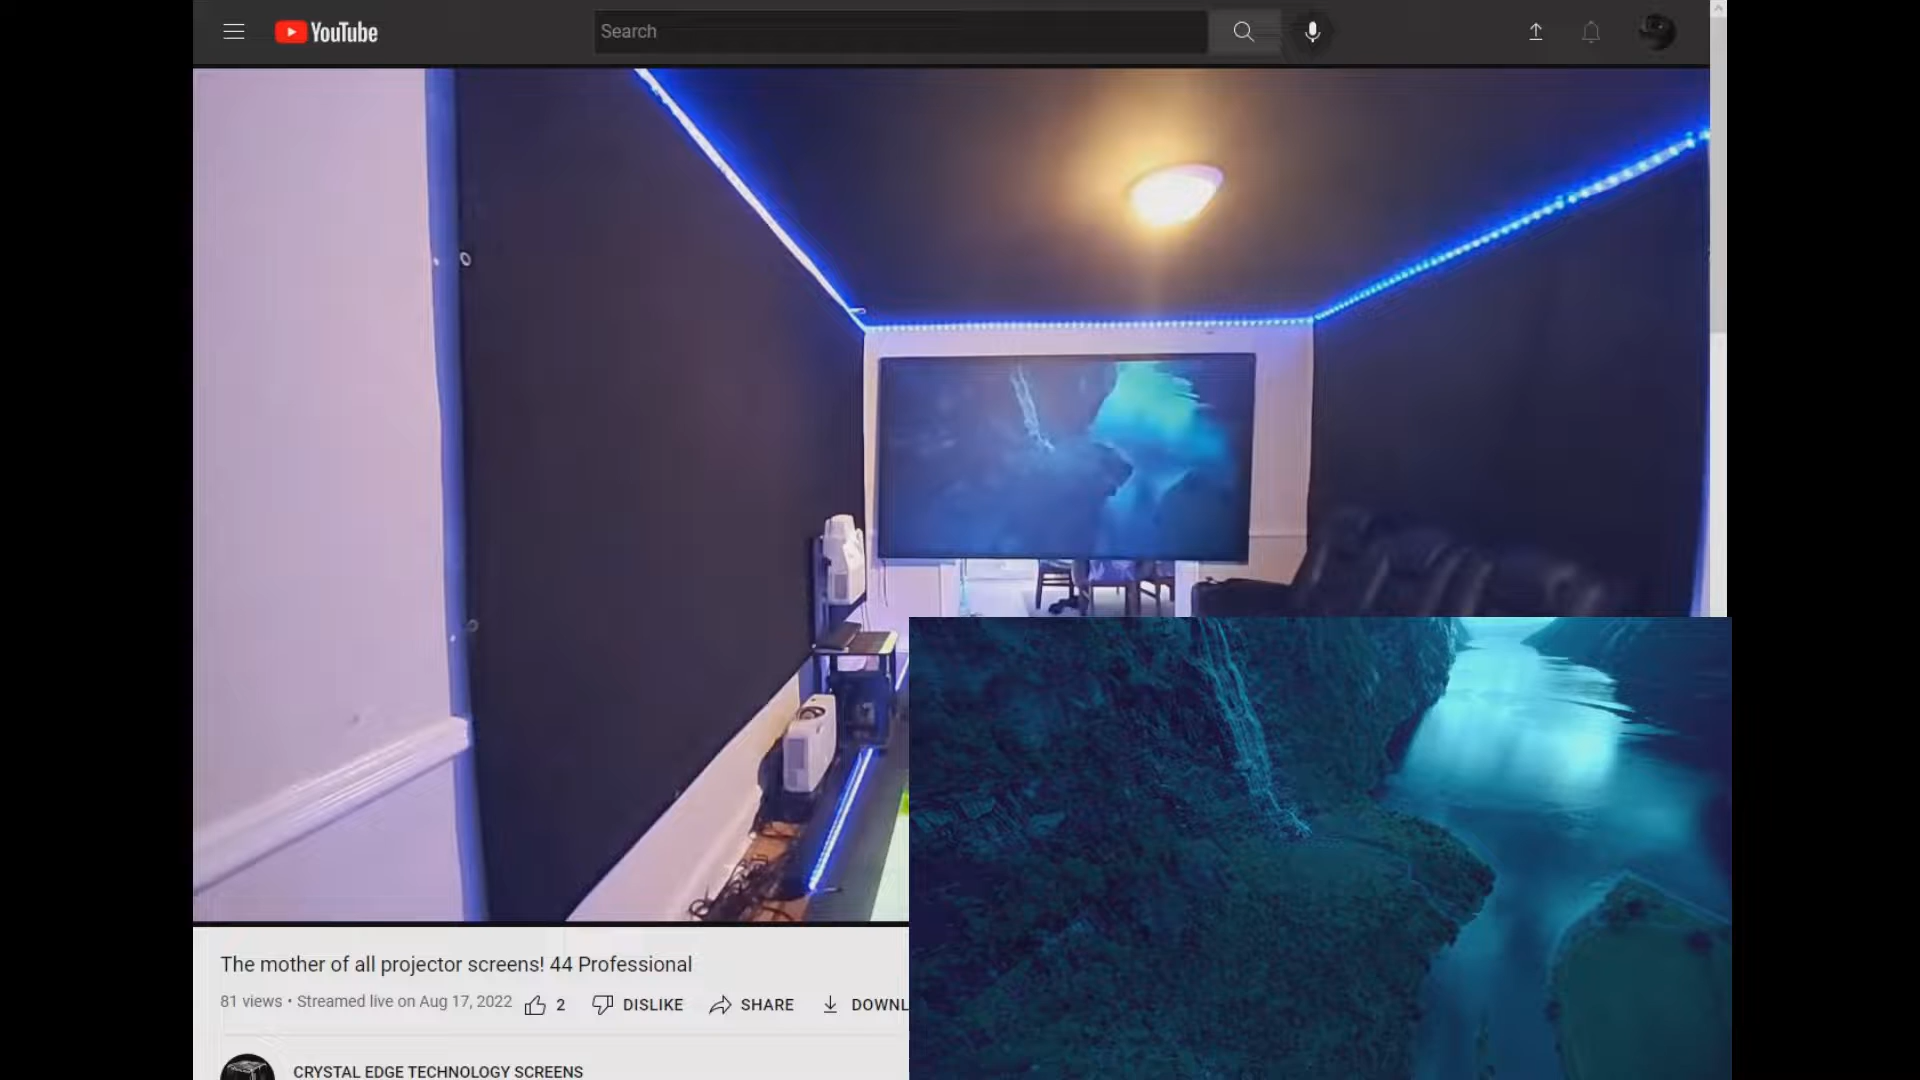 YouTube
Search
The mother of all projector screens! 44 Professional
81 views • Streamed live on Aug 17, 2022 2 DISLIKE SHARE DOWNL
CRYSTAL EDGE TECHNOLOGY SCREENS